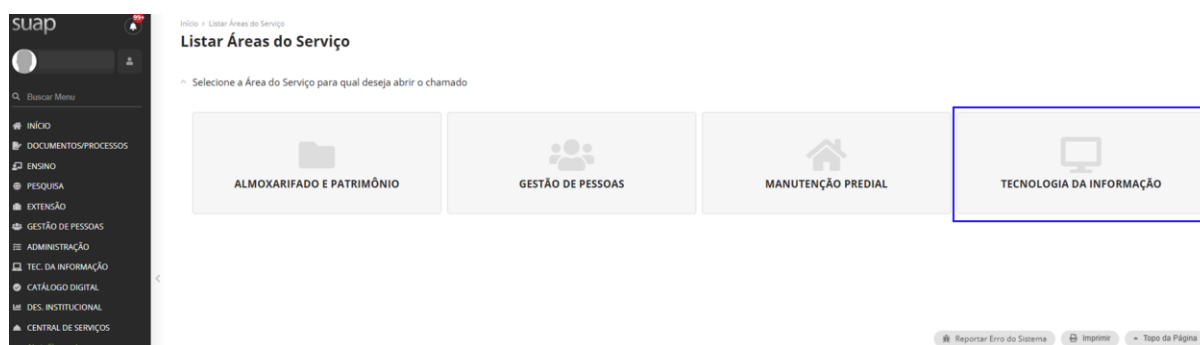 suap
99+
Início > Listar Áreas do Serviço
Listar Áreas do Serviço
Selecione a Área do Serviço para qual deseja abrir o chamado
Buscar Menu
INÍCIO
DOCUMENTOS/PROCESSOS
ENSINO
PESQUISA
EXTENSÃO
GESTÃO DE PESSOAS
ADMINISTRAÇÃO
TEC. DA INFORMAÇÃO
CATÁLOGO DIGITAL
DES. INSTITUCIONAL
CENTRAL DE SERVIÇOS
ALMOXARIFADO E PATRIMÔNIO
GESTÃO DE PESSOAS
MANUTENÇÃO PREDIAL
TECNOLOGIA DA INFORMAÇÃO
Reportar Erro do Sistema
Imprimir
Topo da Página